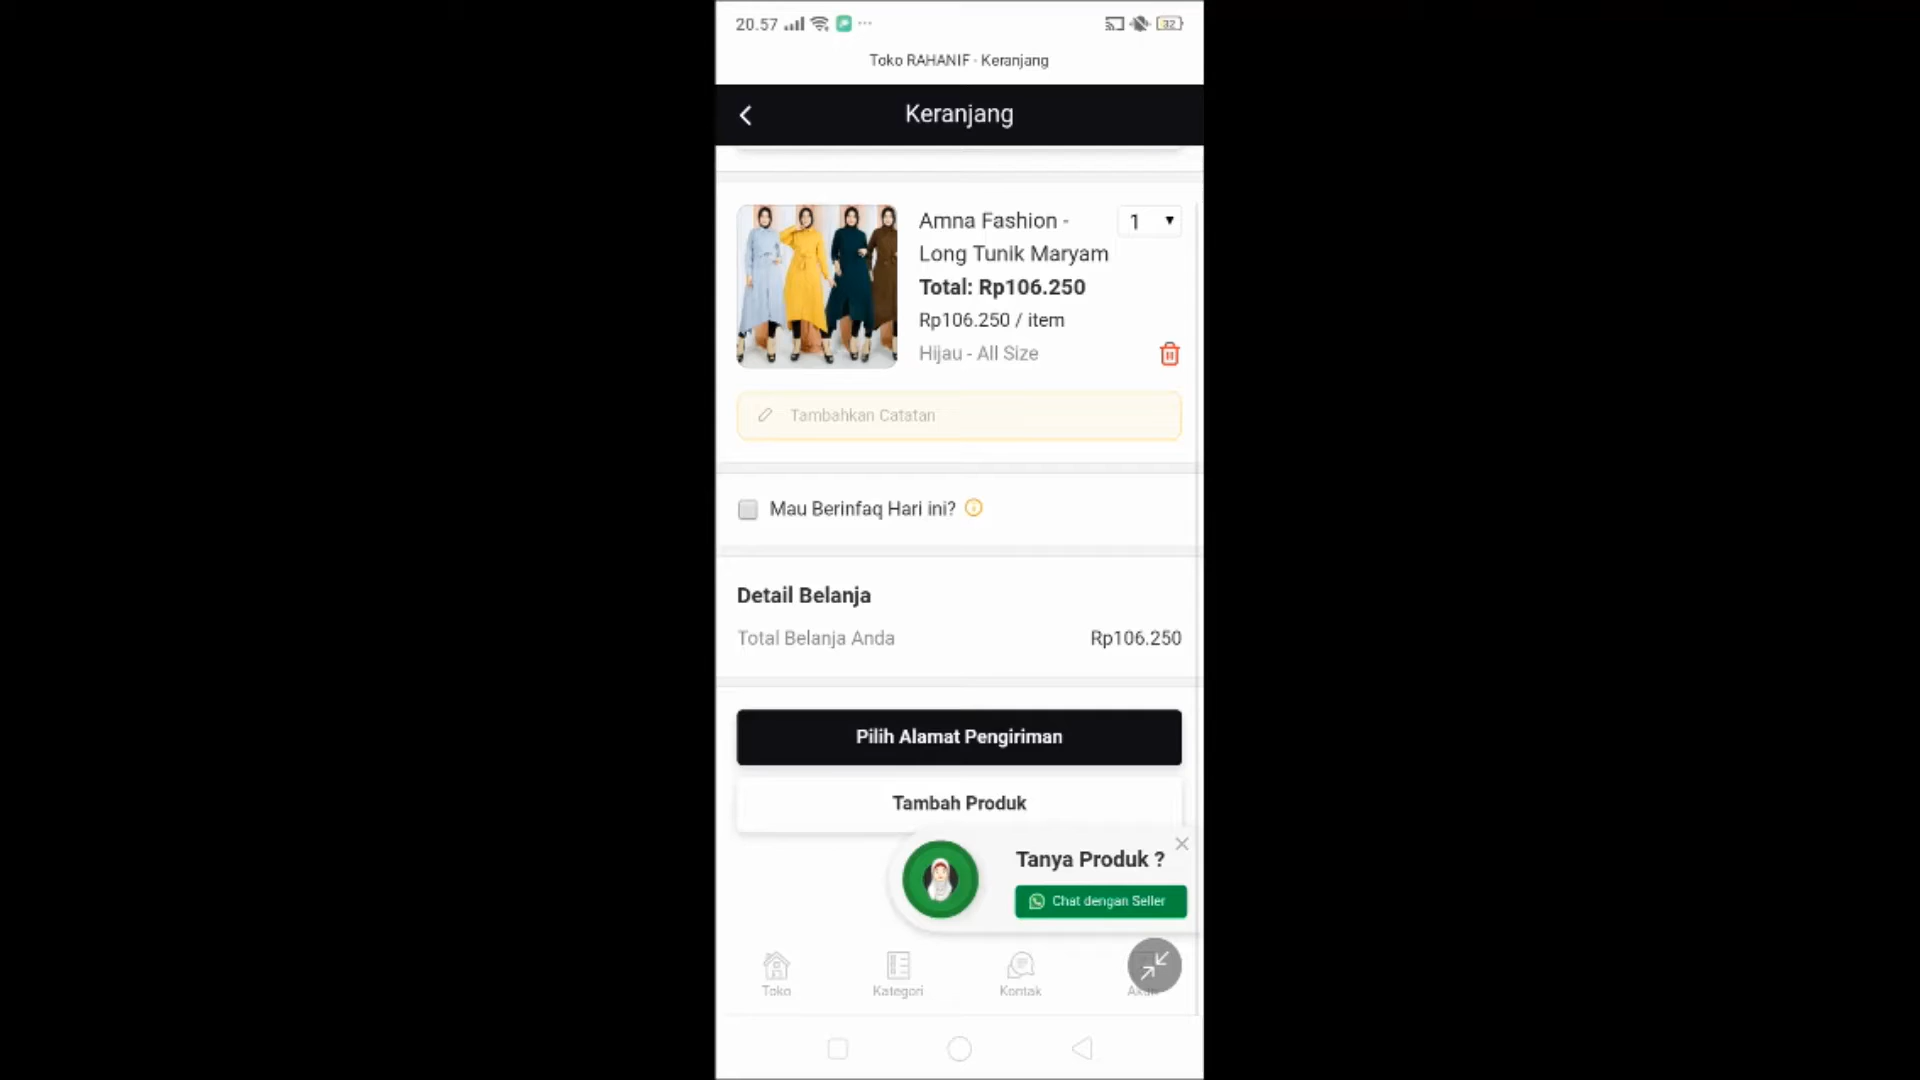 20.57
32
Toko RAHANIF - Keranjang
Keranjang
Amna Fashion -
Long Tunik Maryam
1
Total: Rp106.250
Rp106.250 / item
Hijau - All Size
Tambahkan Catatan
Mau Berinfaq Hari ini?
Detail Belanja
Total Belanja Anda
Rp106.250
Pilih Alamat Pengiriman
Tambah Produk
Tanya Produk ?
Chat dengan Seller
Toko
Kategori
Kontak